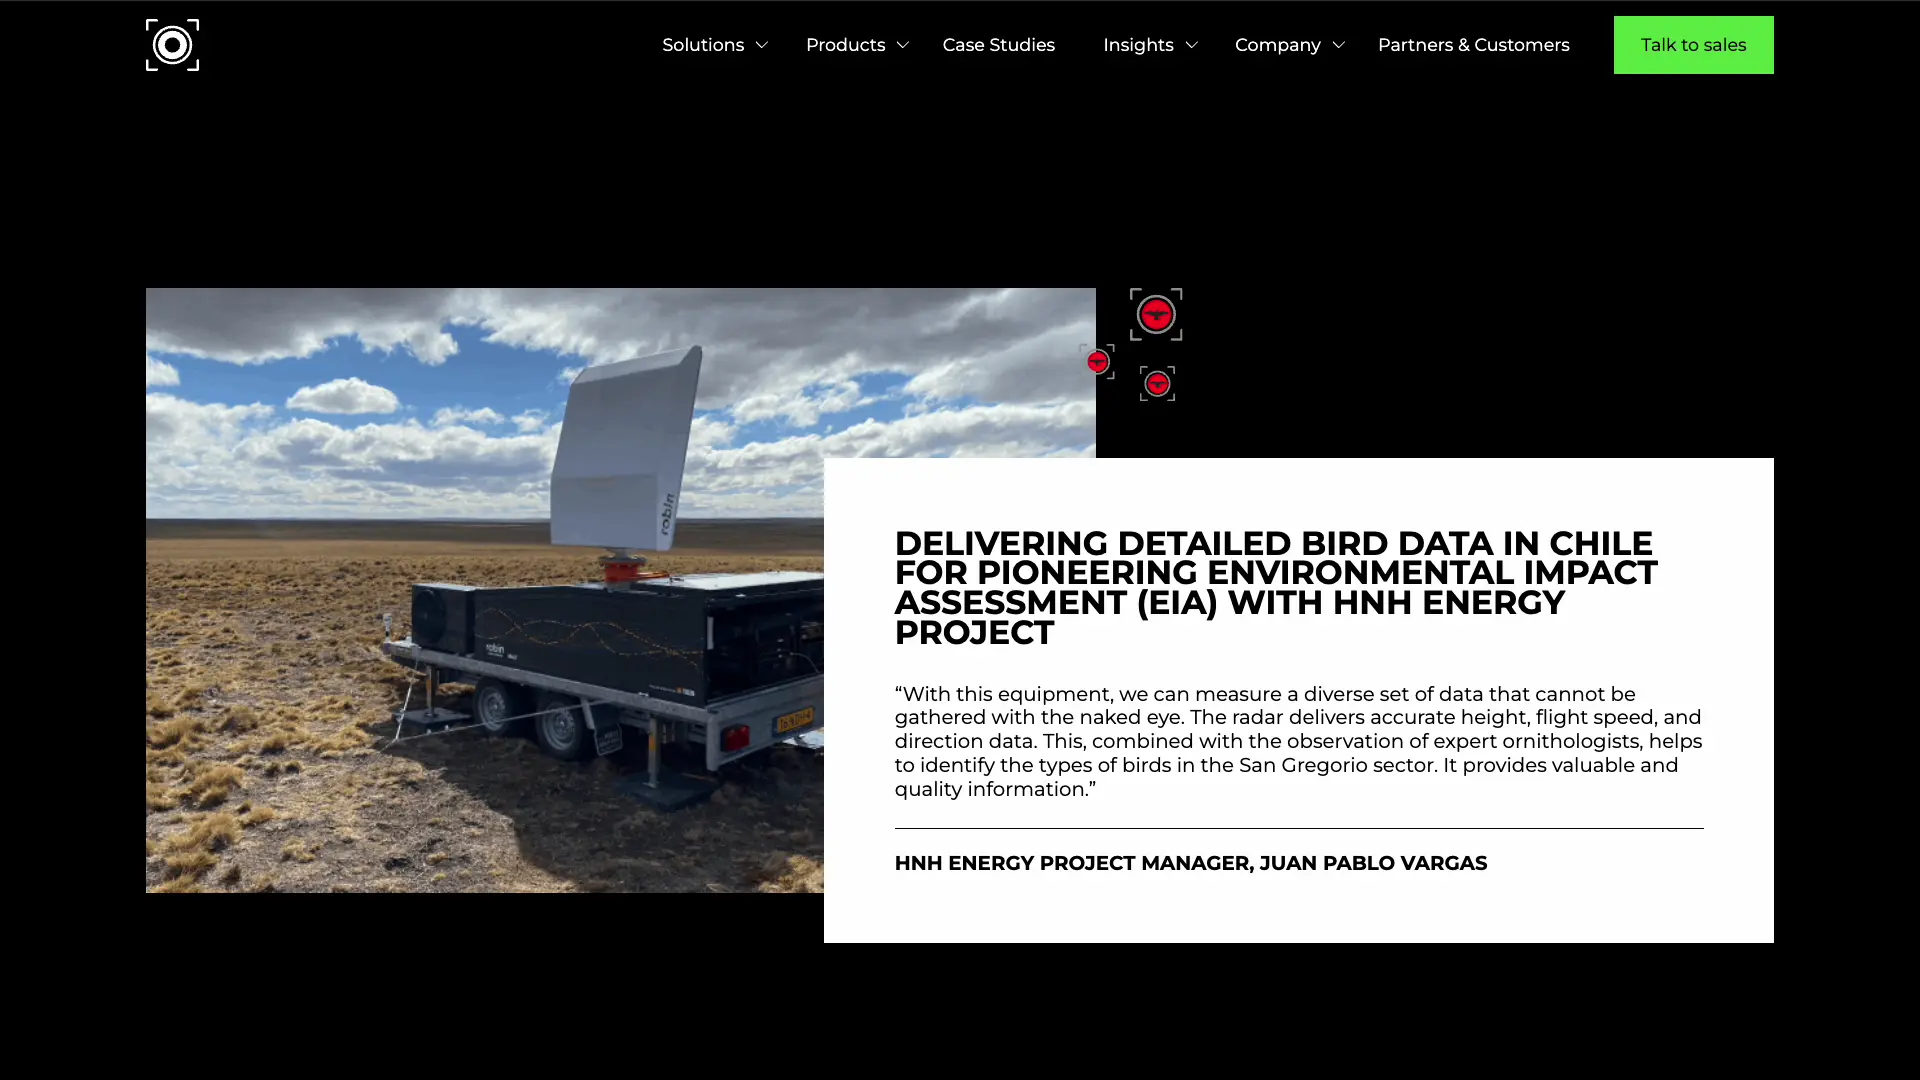 Solutions
Products
Case Studies
Insights
Company
Partners & Customers
Talk to sales
robin
robin
DELIVERING DETAILED BIRD DATA IN CHILE
FOR PIONEERING ENVIRONMENTAL IMPACT
ASSESSMENT (EIA) WITH HNH ENERGY
PROJECT
“With this equipment, we can measure a diverse set of data that cannot be
gathered with the naked eye. The radar delivers accurate height, flight speed, and
direction data. This, combined with the observation of expert ornithologists, helps
to identify the types of birds in the San Gregorio sector. It provides valuable and
quality information.”
HNH ENERGY PROJECT MANAGER, JUAN PABLO VARGAS